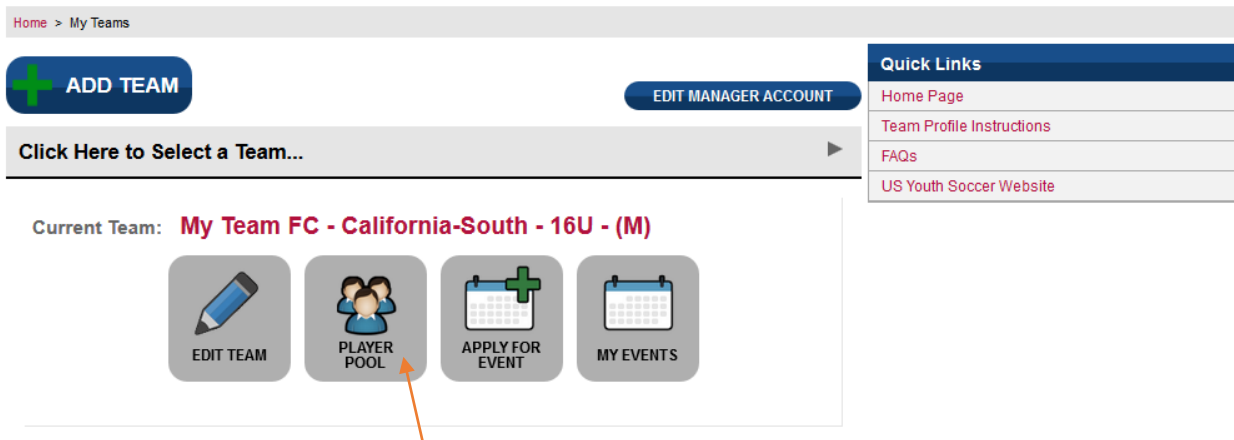 Home > My Teams
ADD TEAM
EDIT MANAGER ACCOUNT
Click Here to Select a Team...
Current Team: My Team FC - California-South - 16U - (M)
EDIT TEAM
PLAYER
POOL
APPLY FOR
EVENT
MY EVENTS
Quick Links
Home Page
Team Profile Instructions
FAQs
US Youth Soccer Website